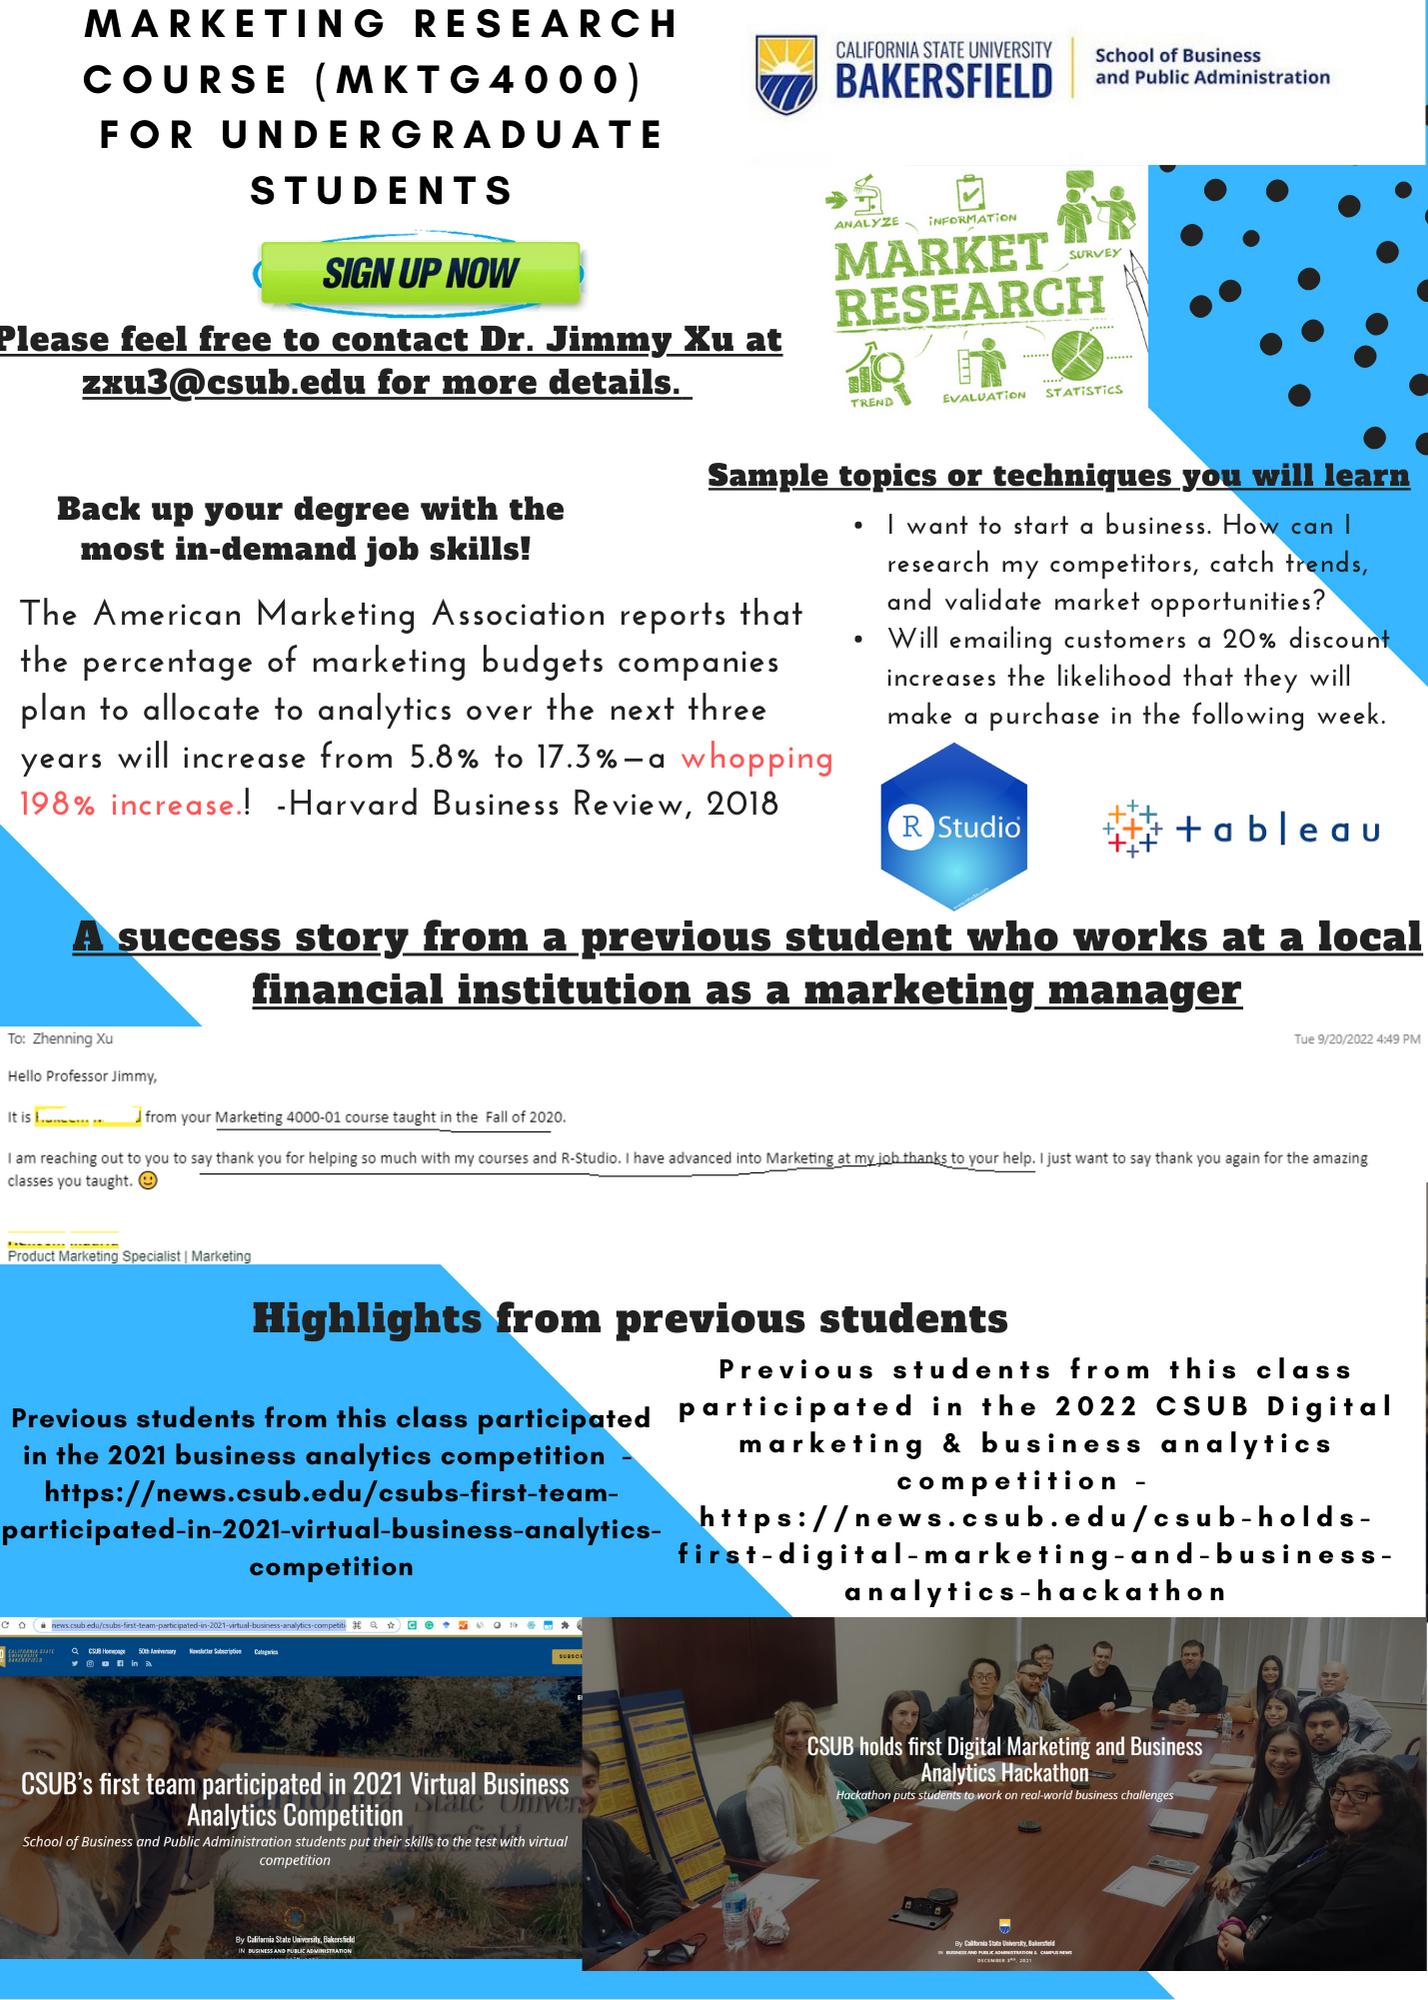 MARKETING RESEARCH
COURSE (MKTG4000)
FOR UNDERGRADUATE
STUDENTS
CALIFORNIA STATE UNIVERSITY
BAKERSFIELD
School of Business
and Public Administration
SIGN UP NOW
Please feel free to contact Dr. Jimmy Xu at
zxu3@csub.edu for more details.
ANALYZE
INFORMATION
SURVEY
MARKET
RESEARCH
TREND
EVALUATION
STATISTICS
Back up your degree with the
most in-demand job skills!
The American Marketing Association reports that
the percentage of marketing budgets companies
plan to allocate to analytics over the next three
years will increase from 5.8% to 17.3%—a whopping
198% increase.!  -Harvard Business Review, 2018
Sample topics or techniques you will learn
• I want to start a business. How can I
research my competitors, catch trends,
and validate market opportunities?
• Will emailing customers a 20% discount
increases the likelihood that they will
make a purchase in the following week.
R Studio
+ableau
A success story from a previous student who works at a local
financial institution as a marketing manager
To: Zhenning Xu
Tue 9/20/2022 4:49 PM
Hello Professor Jimmy,
It is from your Marketing 4000-01 course taught in the Fall of 2020.
I am reaching out to you to say thank you for helping so much with my courses and R-Studio. I have advanced into Marketing at my job thanks to your help. I just want to say thank you again for the amazing
classes you taught. 🙂
Product Marketing Specialist | Marketing
Highlights from previous students
Previous students from this class participated
in the 2021 business analytics competition -
https://news.csub.edu/csubs-first-team-
participated-in-2021-virtual-business-analytics-
competition
Previous students from this class
participated in the 2022 CSUB Digital
marketing & business analytics
competition -
https://news.csub.edu/csub-holds-
first-digital-marketing-and-business-
analytics-hackathon
news.csub.edu/csubs-first-team-participated-in-2021-virtual-business-analytics-competiti
CALIFORNIA STATE
UNIVERSITY
BAKERSFIELD
CSUB Homepage
50th Anniversary
Newsletter Subscription
Categories
SUBSC
CSUB's first team participated in 2021 Virtual Business
Analytics Competition
School of Business and Public Administration students put their skills to the test with virtual
competition
By California State University, Bakersfield
IN BUSINESS AND PUBLIC ADMINISTRATION
CSUB holds first Digital Marketing and Business
Analytics Hackathon
Hackathon puts students to work on real-world business challenges
By California State University, Bakersfield
IN BUSINESS AND PUBLIC ADMINISTRATION & CAMPUS NEWS
DECEMBER 3RD, 2021